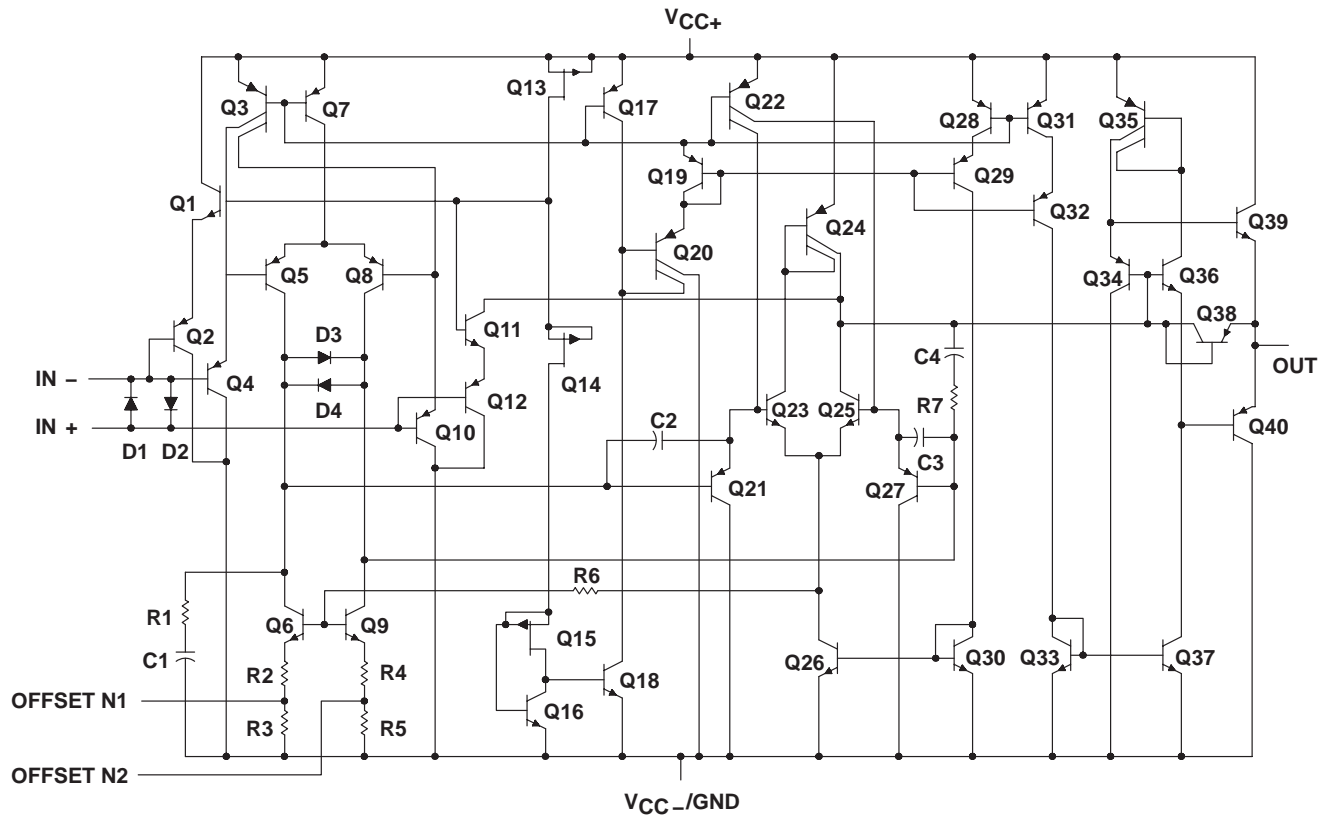 VCC+
Q3
Q7
Q13
Q17
Q22
Q28
Q31
Q35
Q1
Q19
Q29
Q32
Q39
Q5
Q8
Q20
Q24
Q34
Q36
Q2
Q11
Q38
D3
C4
Q14
OUT
IN –
Q4
D4
Q12
Q23
Q25
R7
IN +
Q10
C2
Q40
D1
D2
C3
Q21
Q27
R6
R1
Q6
Q9
Q15
C1
Q26
Q30
Q33
Q37
R2
R4
Q18
OFFSET N1
Q16
R3
R5
OFFSET N2
VCC–/GND